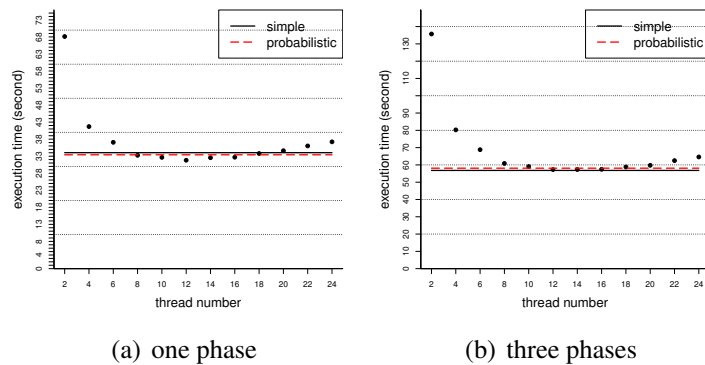 simple
probabilistic
execution time (second)
0 4 8 13 18 23 28 33 38 43 48 53 58 63 68 73
2 4 6 8 10 12 14 16 18 20 22 24
thread number
(a) one phase
simple
probabilistic
execution time (second)
0 10 20 30 40 50 60 70 80 90 110 130
2 4 6 8 10 12 14 16 18 20 22 24
thread number
(b) three phases